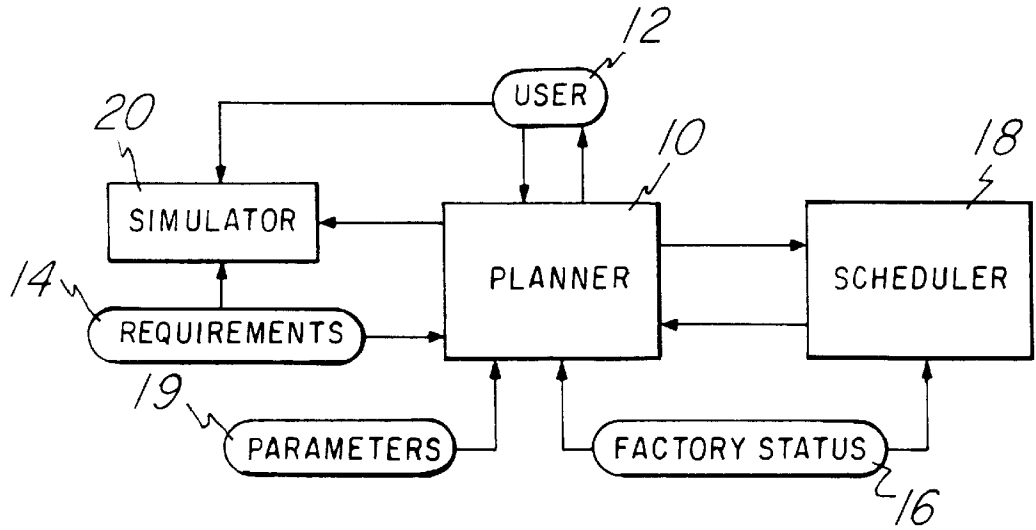 12
USER
20
10
18
SIMULATOR
PLANNER
SCHEDULER
14
REQUIREMENTS
19
PARAMETERS
FACTORY STATUS
16